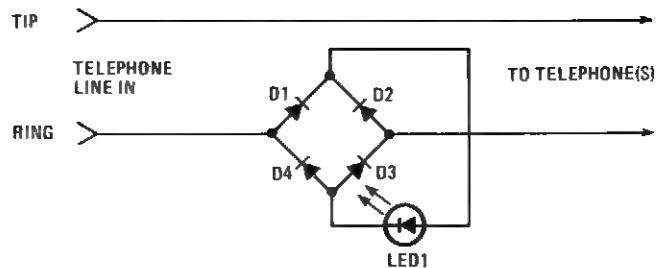 TIP
TELEPHONE
LINE IN
TO TELEPHONE(S)
D1
D2
RING
D4
D3
LED1